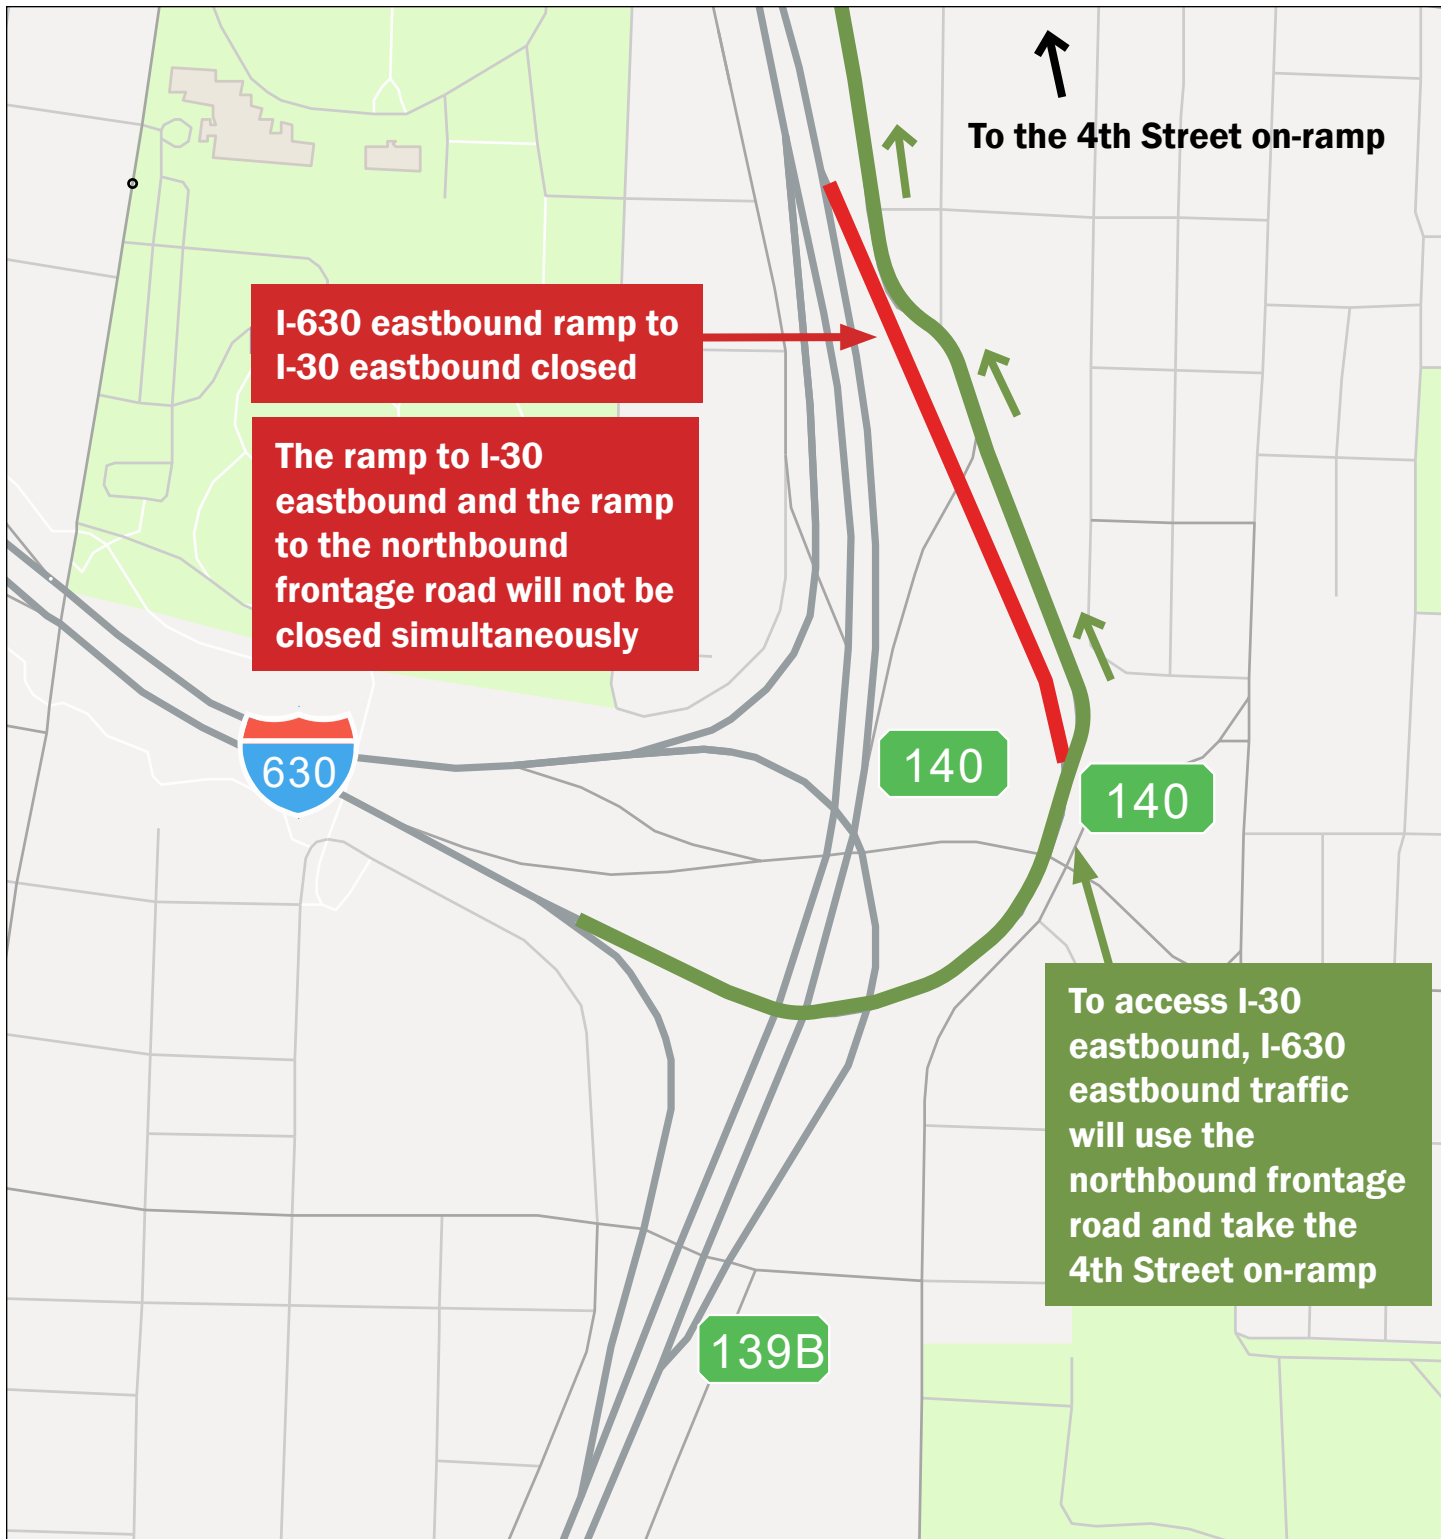 To the 4th Street on-ramp
I-630 eastbound ramp to
I-30 eastbound closed
The ramp to I-30
eastbound and the ramp
to the northbound
frontage road will not be
closed simultaneously
630
140
140
To access I-30
eastbound, I-630
eastbound traffic
will use the
northbound frontage
road and take the
4th Street on-ramp
139B